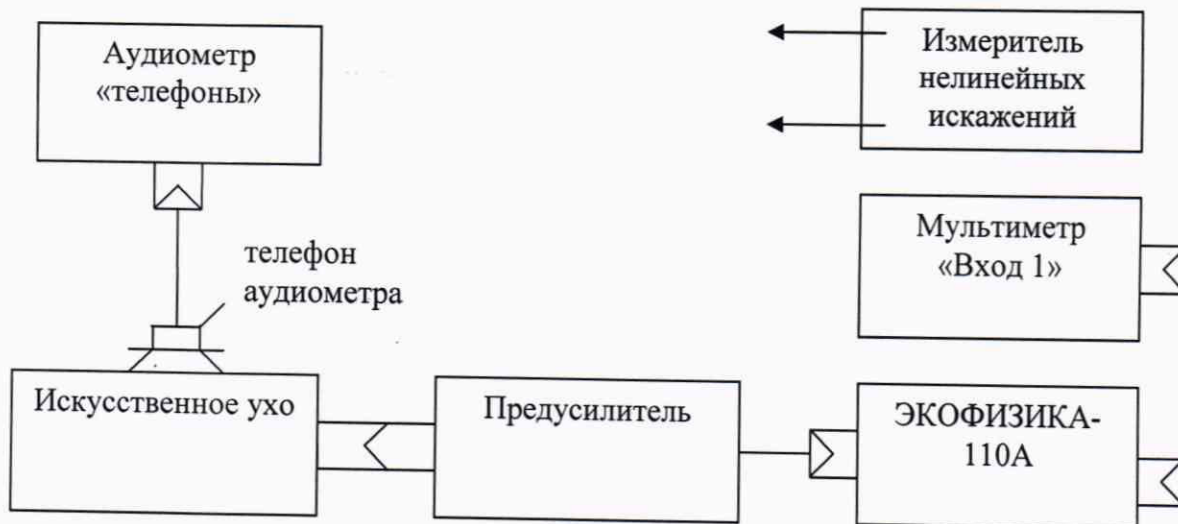 Аудиометр
«телефоны»
Измеритель
нелинейных
искажений
Мультиметр
«Вход 1»
телефон
аудиометра
Искусственное ухо
Предусилитель
ЭКОФИЗИКА-
110А